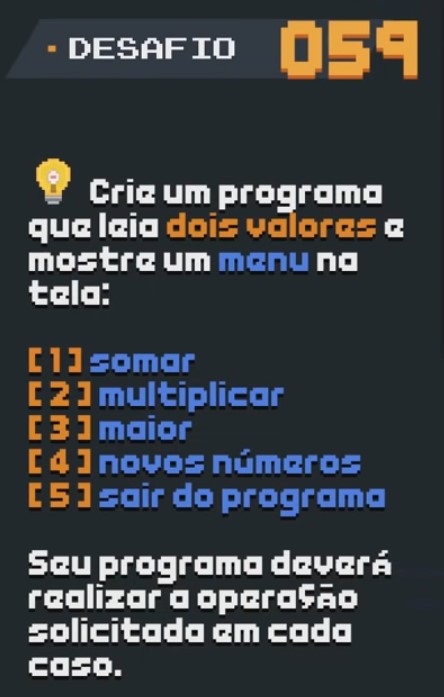 DESAFIO 059
Crie um programa
que leia dois valores e
mostre um menu na
tela:
[ 1 ] somar
[ 2 ] multiplicar
[ 3 ] maior
[ 4 ] novos números
[ 5 ] sair do programa
Seu programa deverá
realizar a operação
solicitada em cada
caso.